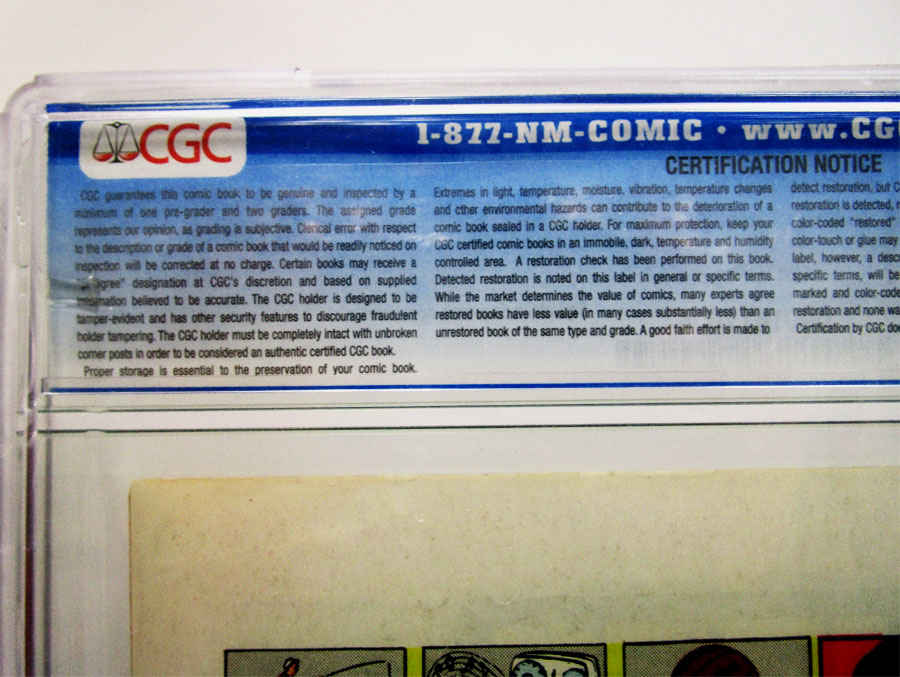 CGC
1-877-NM-COMIC • www.CG
CERTIFICATION NOTICE
CGC guarantees this comic book to be genuine and inspected by a
minimum of one pre-grader and two graders. The assigned grade
represents our opinion, as grading is subjective. Clerical error with respect
to the description or grade of a comic book that would be readily noticed on
inspection will be corrected at no charge. Certain books may receive a
designation at CGC's discretion and based on supplied
information believed to be accurate. The CGC holder is designed to be
tamper-evident and has other security features to discourage fraudulent
holder tampering. The CGC holder must be completely intact with unbroken
corner posts in order to be considered an authentic certified CGC book.
Proper storage is essential to the preservation of your comic book.
Extremes in light, temperature, moisture, vibration, temperature changes
and other environmental hazards can contribute to the deterioration of a
comic book sealed in a CGC holder. For maximum protection, keep your
CGC certified comic books in an immobile, dark, temperature and humidity
controlled area. A restoration check has been performed on this book.
Detected restoration is noted on this label in general or specific terms.
While the market determines the value of comics, many experts agree
restored books have less value (in many cases substantially less) than an
unrestored book of the same type and grade. A good faith effort is made to
detect restoration, but C
restoration is detected,
color-coded "restored"
color-touch or glue may
label, however, a desc
specific terms, will be
marked and color-code
restoration and none wa
Certification by CGC doe